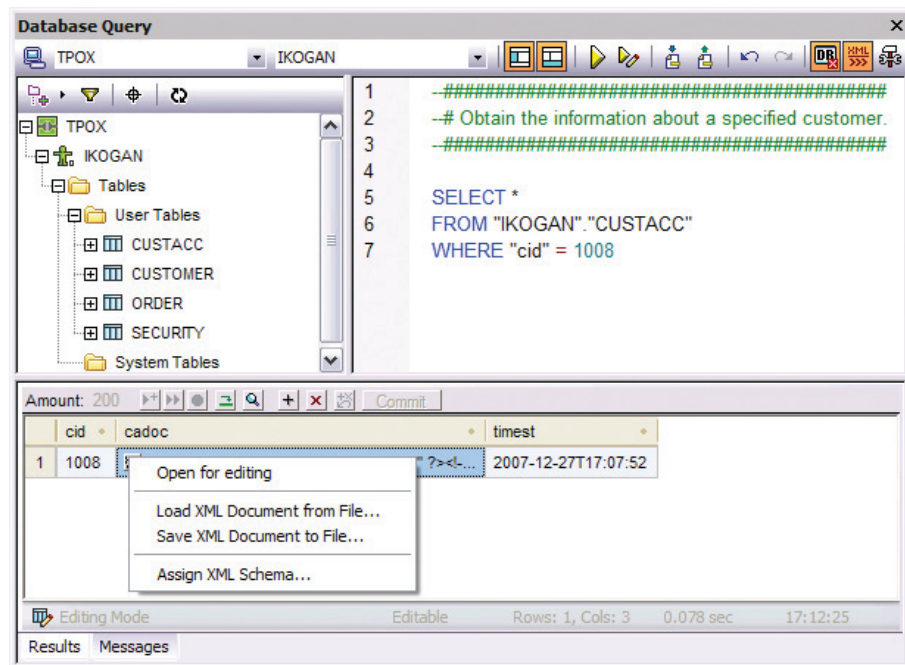 Database Query
TPOX IKOGAN
TPOX
IKOGAN
Tables
User Tables
CUSTACC
CUSTOMER
ORDER
SECURITY
System Tables
1 --###########################################
2 --# Obtain the information about a specified customer.
3 --###########################################
4
5 SELECT *
6 FROM "IKOGAN"."CUSTACC"
7 WHERE "cid" = 1008
Amount: 200 Commit
cid cadoc timest
1 1008 " ?><!-... 2007-12-27T17:07:52
Open for editing
Load XML Document from File...
Save XML Document to File...
Assign XML Schema...
Editing Mode Editable Rows: 1, Cols: 3 0.078 sec 17:12:25
Results Messages